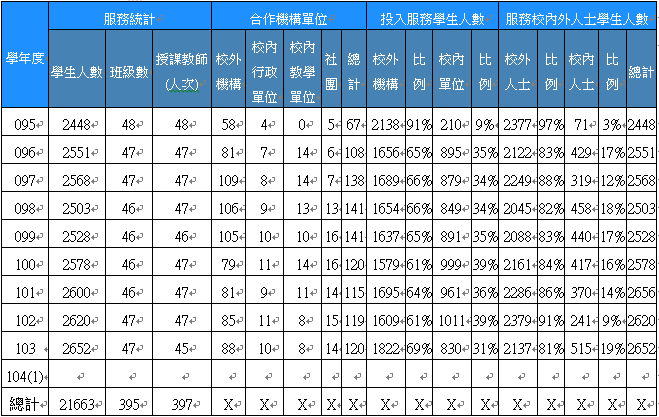 學年度 服務統計 合作機構單位 投入服務學生人數 服務校內外人士學生人數
學生人數 班級數 授課教師(人次) 校外機構 校內行政單位 校內教學單位 社團 總計 校外機構 比例 校內單位 比例 校外人士 比例 校內人士 比例 總計
095 2448 48 48 58 4 0 5 67 2138 91% 210 9% 2377 97% 71 3% 2448
096 2551 47 47 81 7 14 6 108 1656 65% 895 35% 2122 83% 429 17% 2551
097 2568 47 47 109 8 14 7 138 1689 66% 879 34% 2249 88% 319 12% 2568
098 2503 46 47 106 9 13 13 141 1654 66% 849 34% 2045 82% 458 18% 2503
099 2528 46 47 105 10 10 16 141 1637 65% 891 35% 2088 83% 440 17% 2528
100 2578 46 47 79 11 14 16 120 1579 61% 999 39% 2161 84% 417 16% 2578
101 2600 46 47 81 9 11 14 115 1695 64% 961 36% 2286 86% 370 14% 2656
102 2620 47 47 85 11 8 15 119 1609 61% 1011 39% 2379 91% 241 9% 2620
103 2652 47 45 88 10 8 14 120 1822 69% 830 31% 2137 81% 515 19% 2652
104(1)
總計 21663 395 397 X X X X X X X X X X X X X X